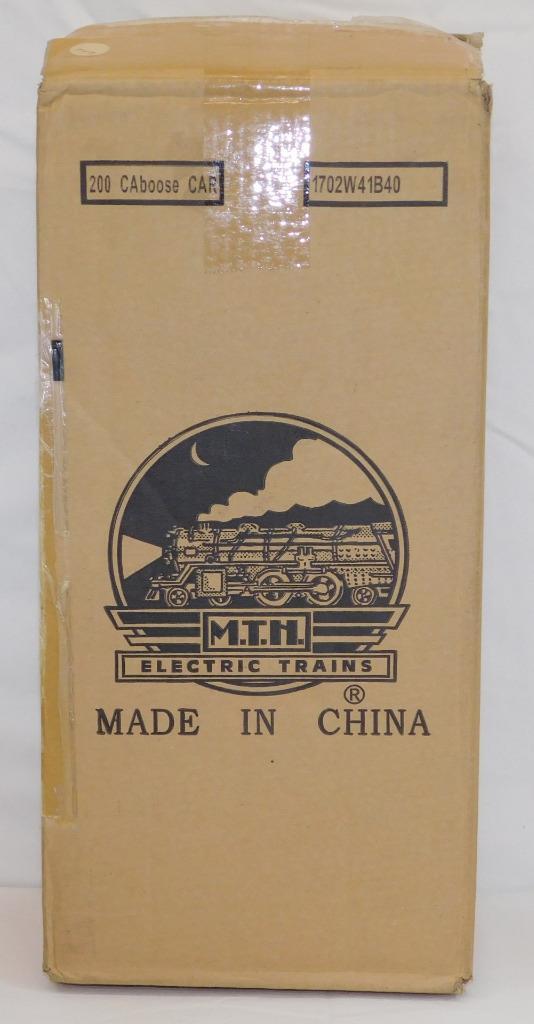 200 CAboose CAR
1702W41B40
M.T.H.
ELECTRIC TRAINS
®
MADE IN CHINA